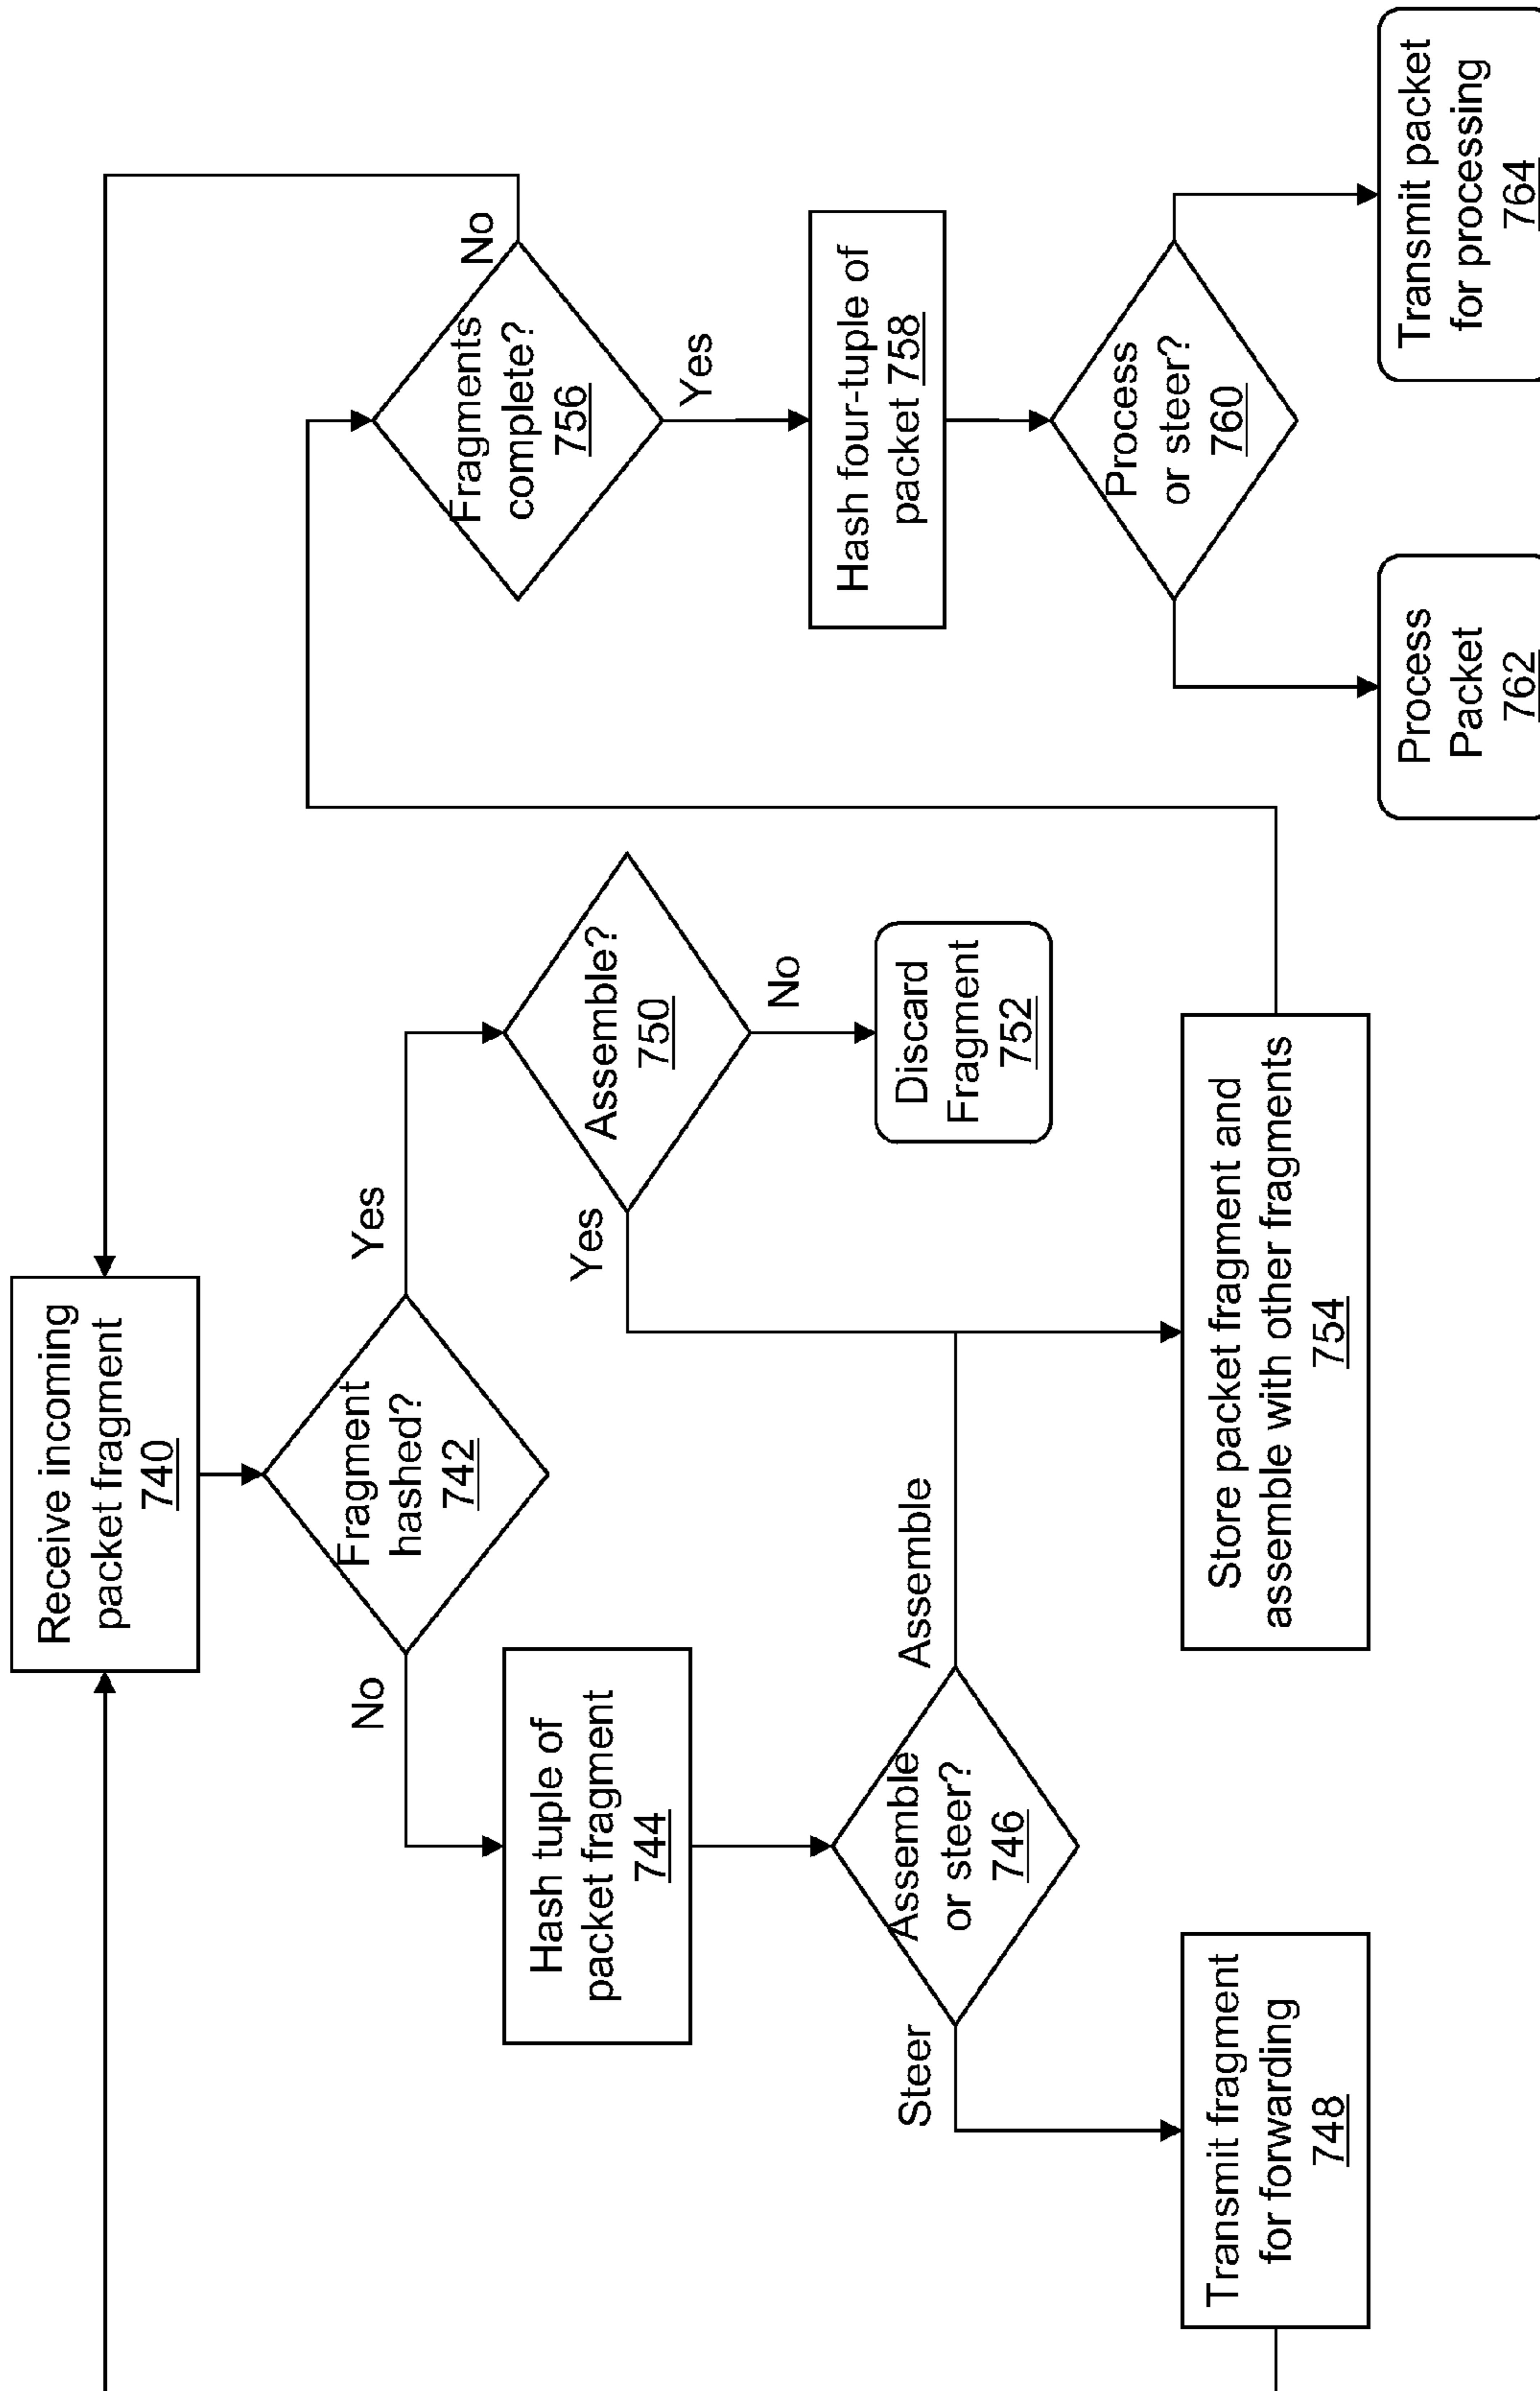 Receive incoming
packet fragment
740
Fragment
hashed?
742
No
Yes
Hash tuple of
packet fragment
744
Assemble
or steer?
746
Steer
Assemble
Transmit fragment
for forwarding
748
Assemble?
750
Yes
No
Discard
Fragment
752
Store packet fragment and
assemble with other fragments
754
Fragments
complete?
756
No
Yes
Hash four-tuple of
packet 758
Process
or steer?
760
Process
Packet
762
Transmit packet
for processing
764